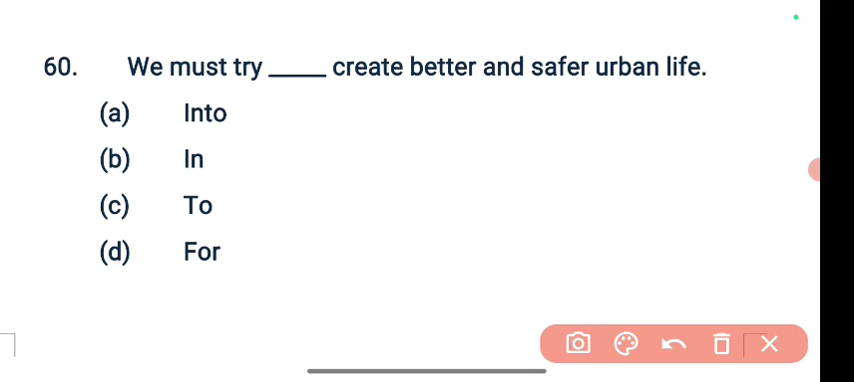 60. We must try _____ create better and safer urban life.
(a) Into
(b) In
(c) To
(d) For